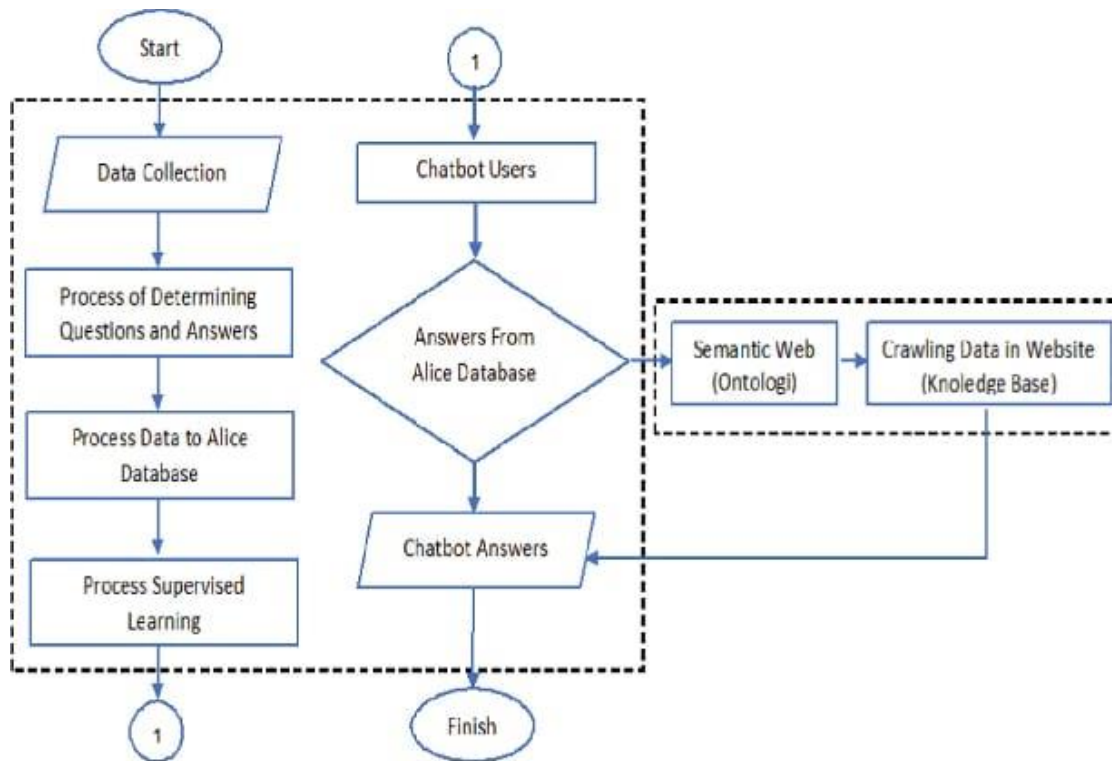 Start
Data Collection
Process of Determining
Questions and Answers
Process Data to Alice
Database
Process Supervised
Learning
1
1
Chatbot Users
Answers From
Alice Database
Chatbot Answers
Finish
Semantic Web
(Ontologi)
Crawling Data in Website
(Knoledge Base)